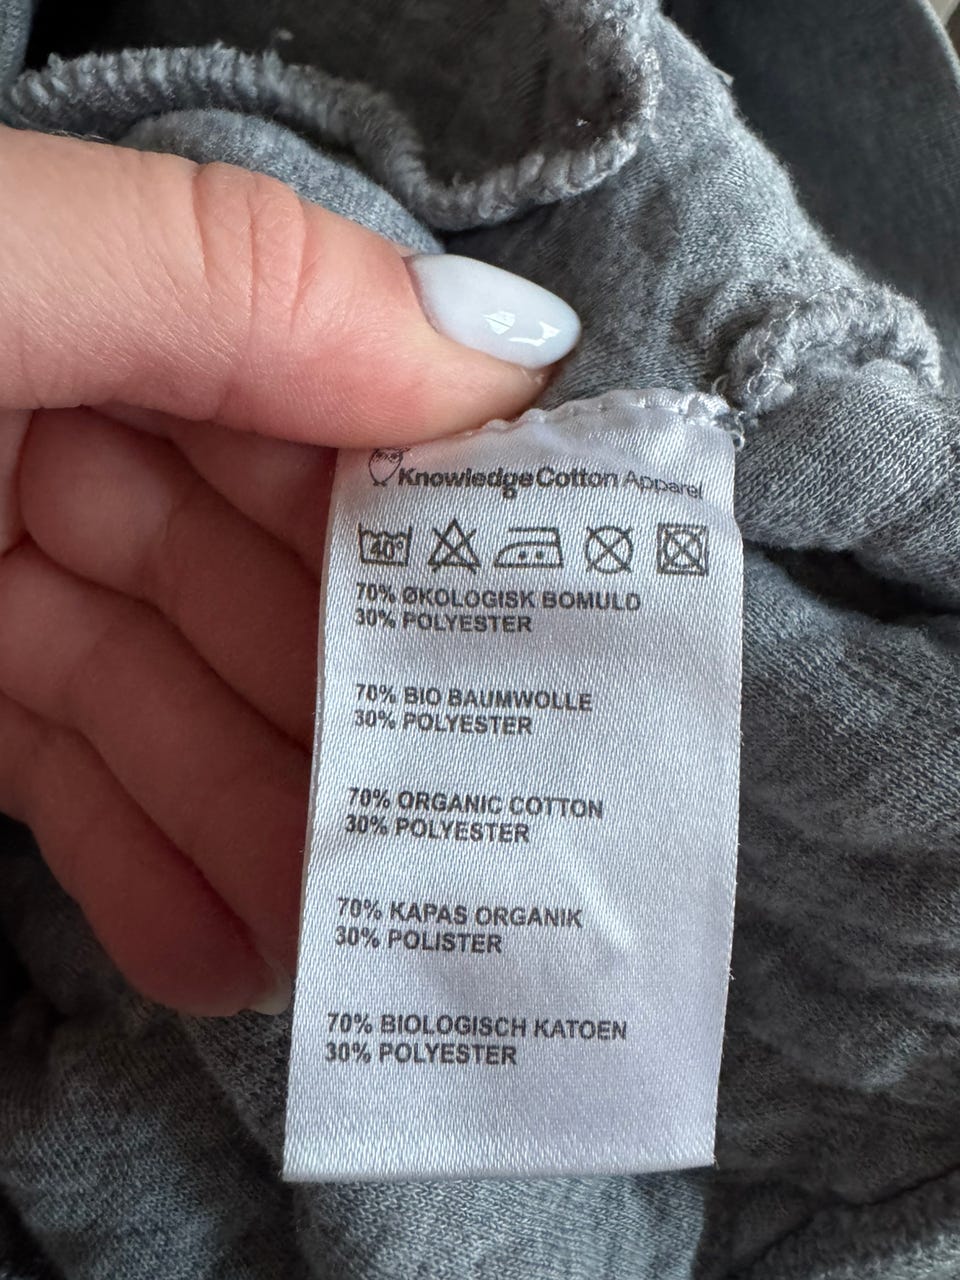 KnowledgeCotton Apparel
40°
70% ØKOLOGISK BOMULD
30% POLYESTER
70% BIO BAUMWOLLE
30% POLYESTER
70% ORGANIC COTTON
30% POLYESTER
70% KAPAS ORGANIK
30% POLISTER
70% BIOLOGISCH KATOEN
30% POLYESTER